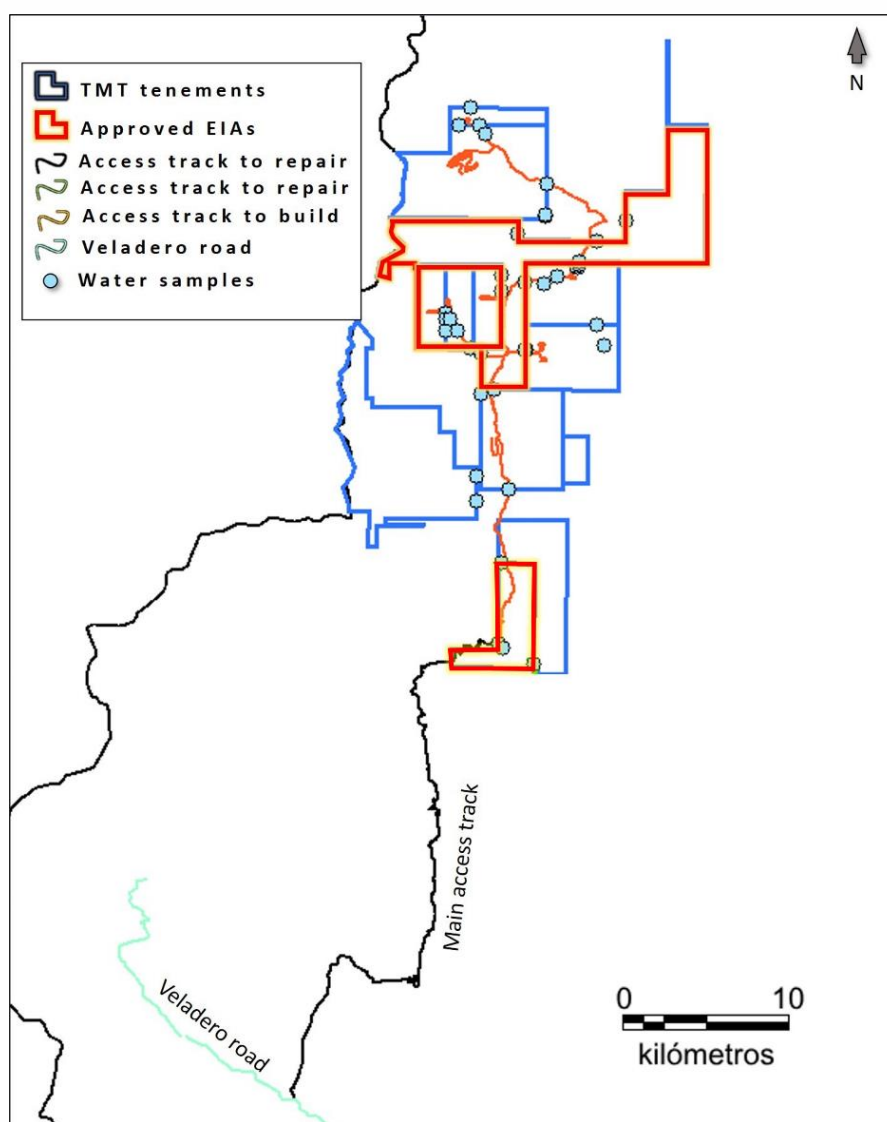 N
TMT tenements
Approved EIAs
Access track to repair
Access track to repair
Access track to build
Veladero road
Water samples
Main access track
Veladero road
0 10
kilómetros